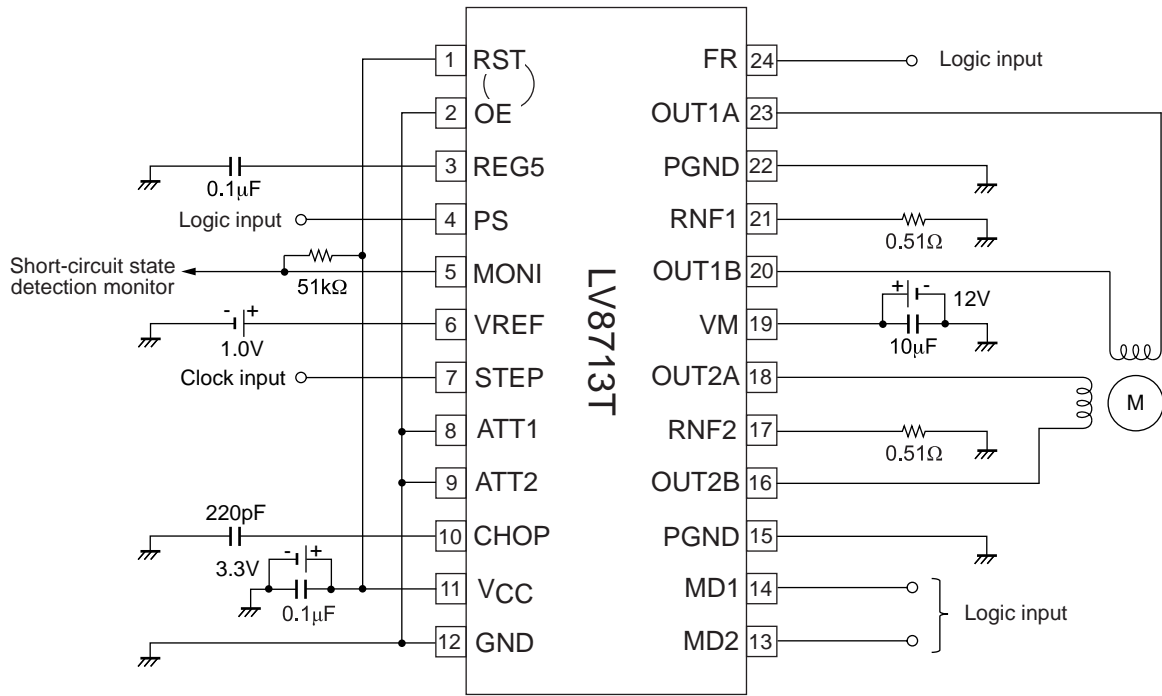 1 RST
2 OE
3 REG5
0.1μF
Logic input
4 PS
Short-circuit state
detection monitor
51kΩ
5 MONI
- +
1.0V
6 VREF
Clock input
7 STEP
8 ATT1
9 ATT2
220pF
10 CHOP
- +
3.3V
0.1μF
11 VCC
12 GND
LV8713T
FR 24
Logic input
OUT1A 23
PGND 22
RNF1 21
0.51Ω
OUT1B 20
+ -
12V
VM 19
10μF
OUT2A 18
M
RNF2 17
0.51Ω
OUT2B 16
PGND 15
MD1 14
Logic input
MD2 13